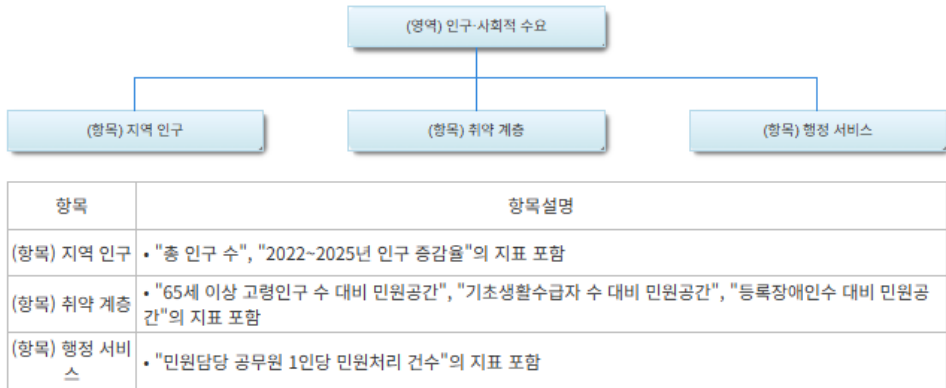 (영역) 인구·사회적 수요
(항목) 지역 인구
(항목) 취약 계층
(항목) 행정 서비스
항목
항목설명
(항목) 지역 인구
• "총 인구 수", "2022~2025년 인구 증감율"의 지표 포함
(항목) 취약 계층
• "65세 이상 고령인구 수 대비 민원공간", "기초생활수급자 수 대비 민원공간", "등록장애인수 대비 민원공
간"의 지표 포함
(항목) 행정 서비
스
• "민원담당 공무원 1인당 민원처리 건수"의 지표 포함